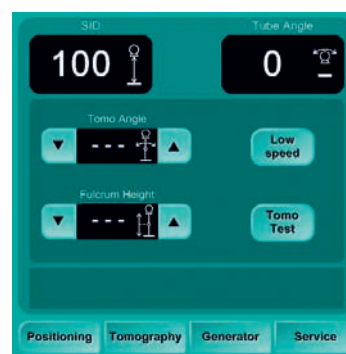 SID
Tube Angle
100
0
Tomo Angle
- - -
Low
speed
Fulcrum Height
- - -
Tomo
Test
Positioning
Tomography
Generator
Service